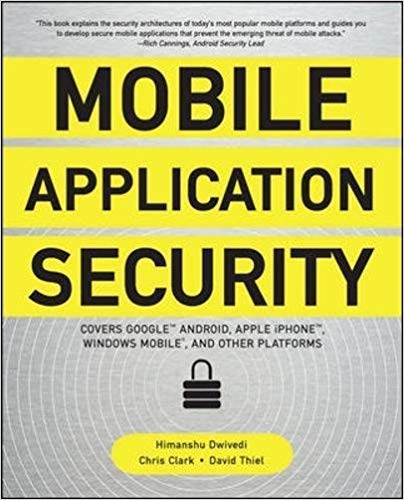 "This book explains the security architectures of today's most popular mobile platforms and guides you
to develop secure mobile applications that prevent the emerging threat of mobile attacks."
—Rich Cannings, Android Security Lead
MOBILE
APPLICATION
SECURITY
COVERS GOOGLE™ ANDROID, APPLE iPHONE™,
WINDOWS MOBILE®, AND OTHER PLATFORMS
Himanshu Dwivedi
Chris Clark • David Thiel